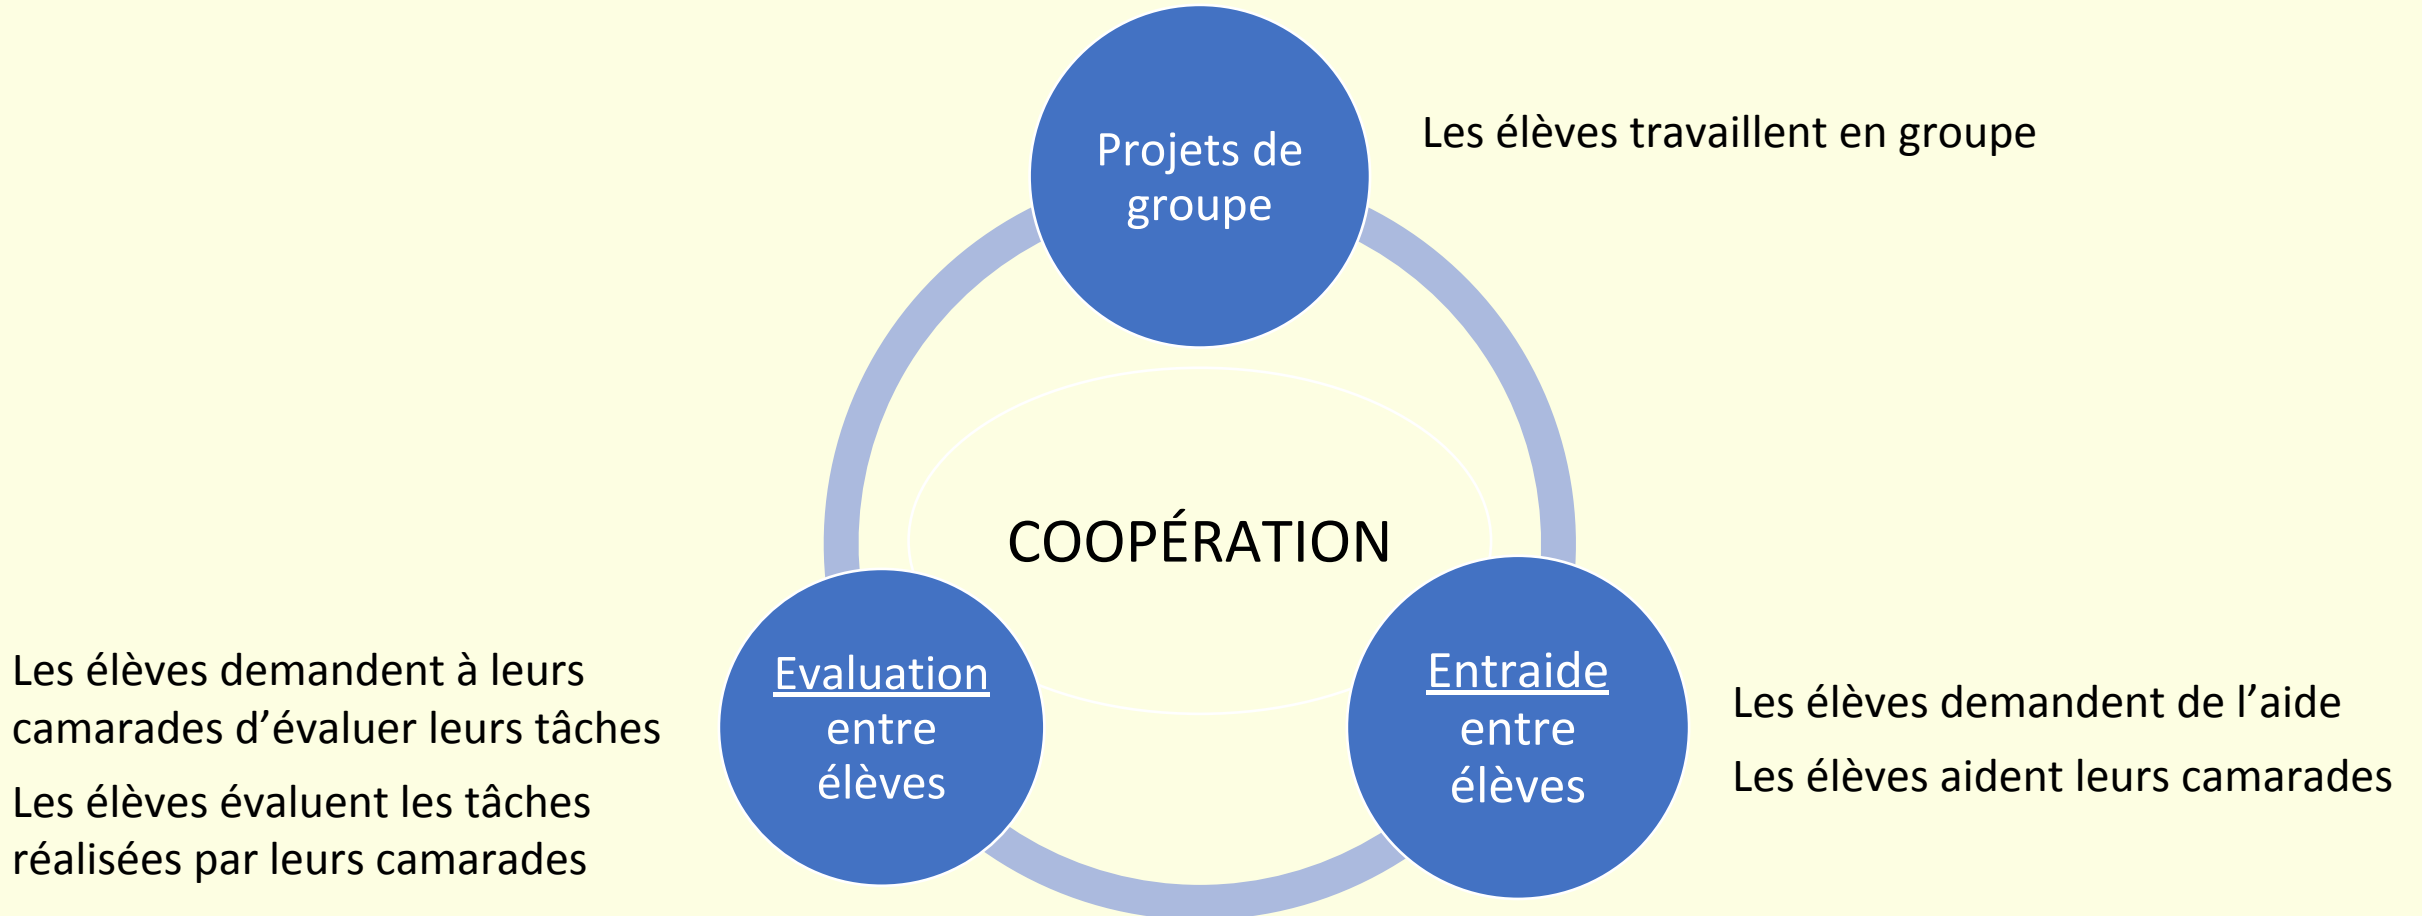 Projets de
groupe
Les élèves travaillent en groupe
COOPÉRATION
Evaluation
entre
élèves
Les élèves demandent à leurs
camarades d’évaluer leurs tâches
Les élèves évaluent les tâches
réalisées par leurs camarades
Entraide
entre
élèves
Les élèves demandent de l’aide
Les élèves aident leurs camarades